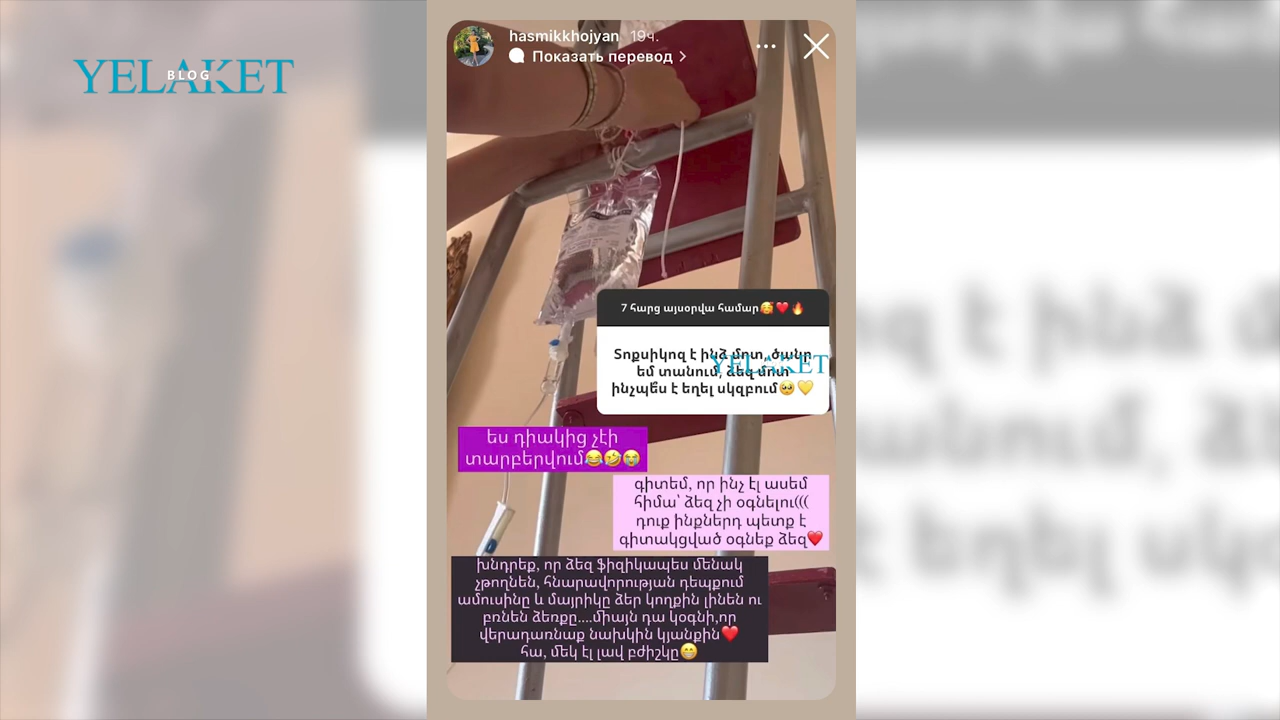 YELAKET
BLOG
hasmikkhojyan 19ч.
Показать перевод
7 հարց այսօրվա համար🥰❤️🔥
Տոքսիկոզ է ինձ մոտ, ծանր
եմ տանում, ձեզ մոտ
ինչպե՞ս է եղել սկզբում🥺💛
YELAKET
ես դիակից չէի
տարբերվում😂🤣😭
գիտեմ, որ ինչ էլ ասեմ
հիմա՝ ձեզ չի օգնելու(((
դուք ինքներդ պետք է
գիտակցված օգնեք ձեզ❤️
խնդրեք, որ ձեզ ֆիզիկապես մենակ
չթողնեն, հնարավորության դեպքում
ամուսինը և մայրիկը ձեր կողքին լինեն ու
բռնեն ձեռքը....միայն դա կօգնի,որ
վերադառնաք նախկին կյանքին❤️
հա, մեկ էլ լավ բժիշկը😁